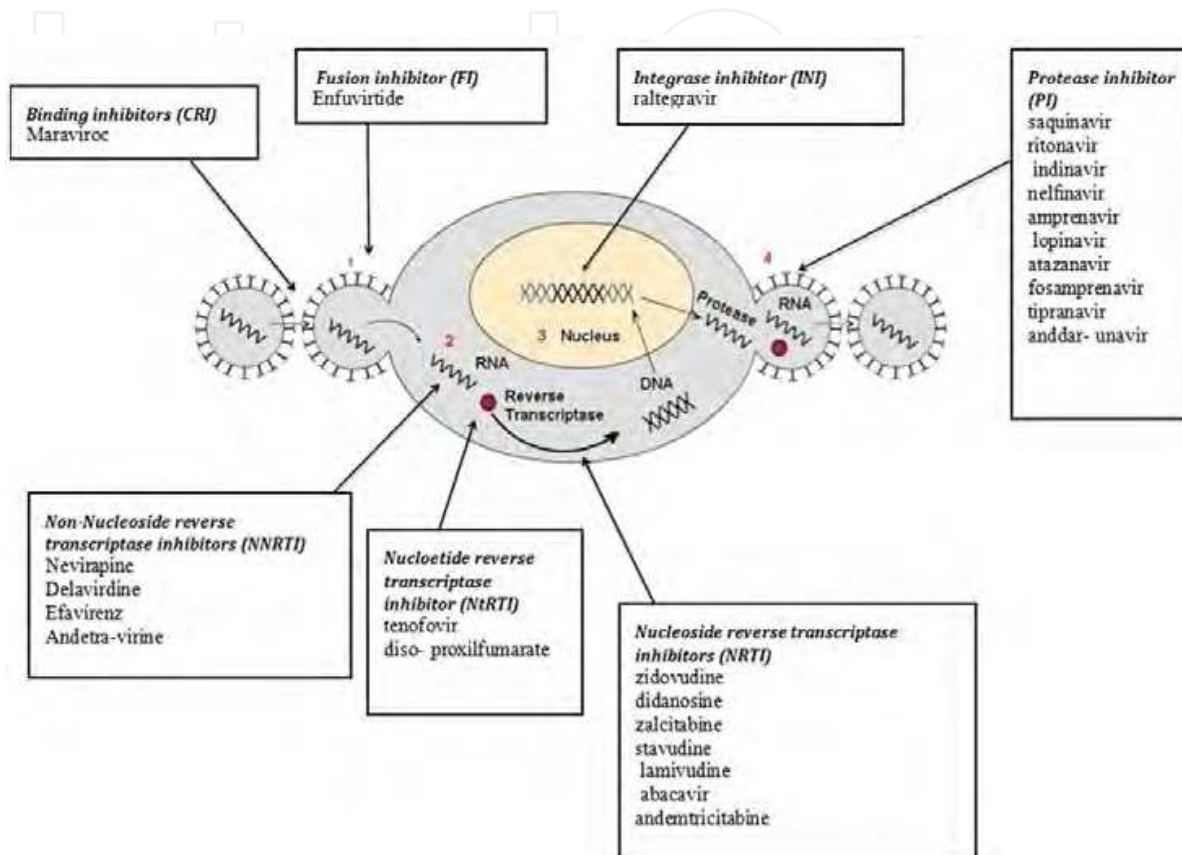 Binding inhibitors (CRI)
Maraviroc
Fusion inhibitor (FI)
Enfuvirtide
Integrase inhibitor (INI)
raltegravir
Protease inhibitor
(PI)
saquinavir
ritonavir
indinavir
nelfinavir
amprenavir
lopinavir
atazanavir
fosamprenavir
tipranavir
anddar- unavir
1
2
RNA
Reverse
Transcriptase
3 Nucleus
DNA
Protease
4
RNA
Non-Nucleoside reverse
transcriptase inhibitors (NNRTI)
Nevirapine
Delavirdine
Efavirenz
Andetra-virine
Nucloetide reverse
transcriptase
inhibitor (NtRTI)
tenofovir
diso- proxilfumarate
Nucleoside reverse transcriptase
inhibitors (NRTI)
zidovudine
didanosine
zalcitabine
stavudine
lamivudine
abacavir
andemtricitabine